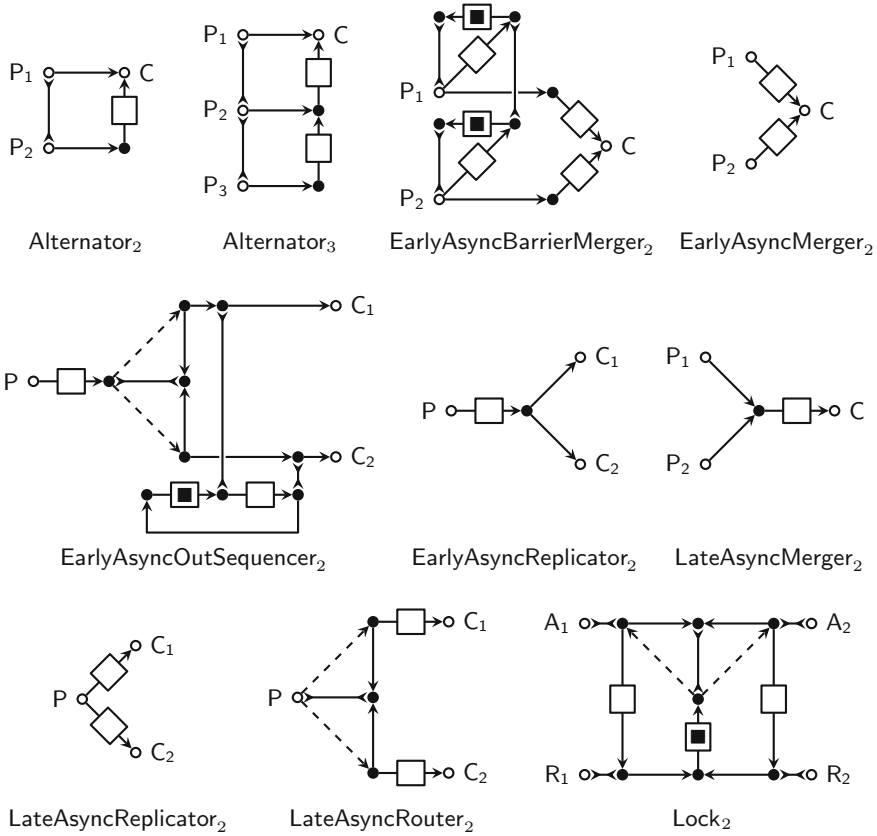 P₁ C
P₂
Alternator₂
P₁ C
P₂
P₃
Alternator₃
P₁
P₂
C
EarlyAsyncBarrierMerger₂
P₁
C
P₂
EarlyAsyncMerger₂
P
C₁
C₂
EarlyAsyncOutSequencer₂
P
C₁
C₂
EarlyAsyncReplicator₂
P₁
C
P₂
LateAsyncMerger₂
P
C₁
C₂
LateAsyncReplicator₂
P
C₁
C₂
LateAsyncRouter₂
A₁ A₂
R₁ R₂
Lock₂